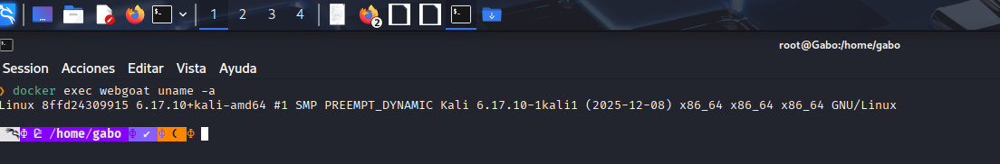 1 2 3 4 2
root@Gabo:/home/gabo
Session Acciones Editar Vista Ayuda
❯ docker exec webgoat uname -a
Linux 8ffd24309915 6.17.10+kali-amd64 #1 SMP PREEMPT_DYNAMIC Kali 6.17.10-1kali1 (2025-12-08) x86_64 x86_64 x86_64 GNU/Linux
/home/gabo ✔